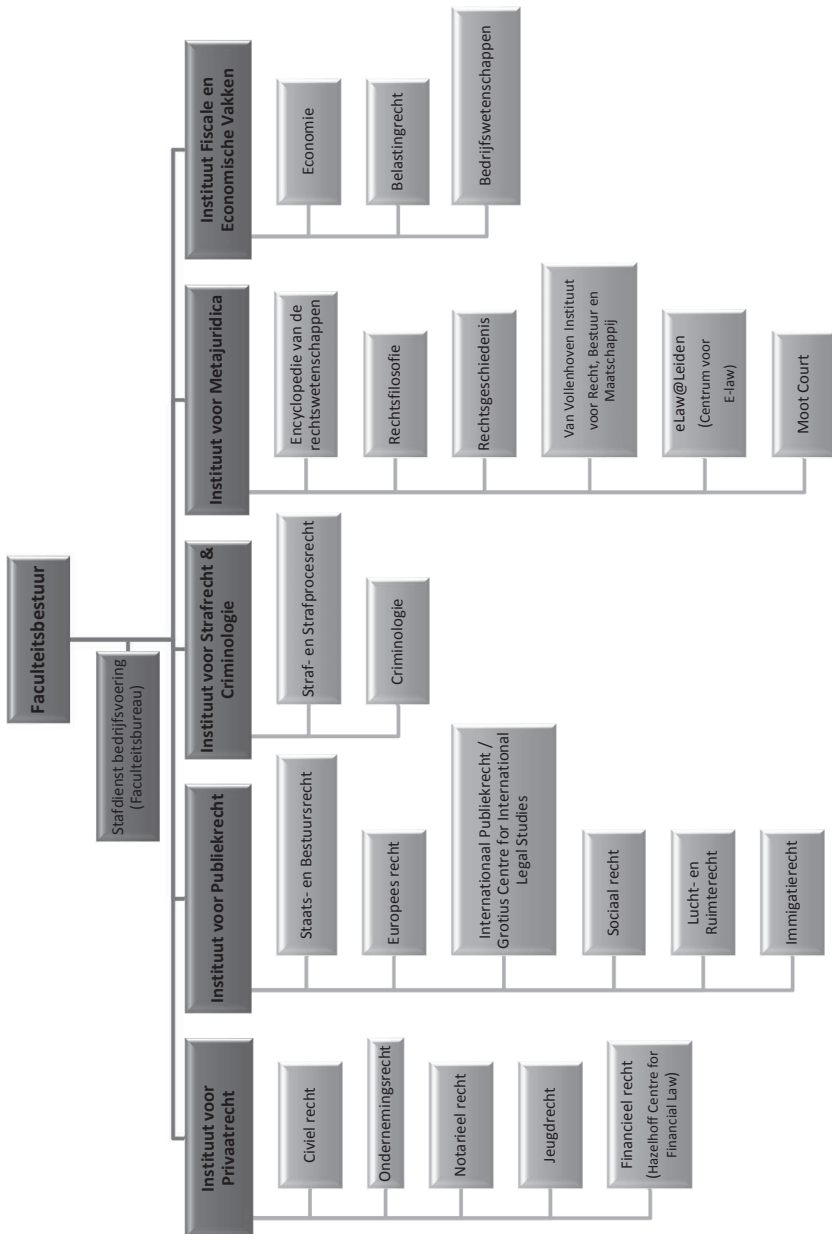 Faculteitsbestuur
Stafdienst bedrijfsvoering
(Faculteitsbureau)
Instituut voor
Privaatrecht
Civiel recht
Ondernemingsrecht
Notarieel recht
Jeugdrecht
Financieel recht
(Hazelhoff Centre for
Financial Law)
Instituut voor Publiekrecht
Staats- en Bestuursrecht
Europees recht
Internationaal Publiekrecht /
Grotius Centre for International
Legal Studies
Sociaal recht
Lucht- en
Ruimterecht
Immigatierecht
Instituut voor Strafrecht &
Criminologie
Straf- en Strafprocesrecht
Criminologie
Instituut voor Metajuridica
Encyclopedie van de
rechtswetenschappen
Rechtsfilosofie
Rechtsgeschiedenis
Van Vollenhoven Instituut
voor Recht, Bestuur en
Maatschappij
eLaw@Leiden
(Centrum voor
E-law)
Moot Court
Instituut Fiscale en
Economische Vakken
Economie
Belastingrecht
Bedrijfswetenschappen